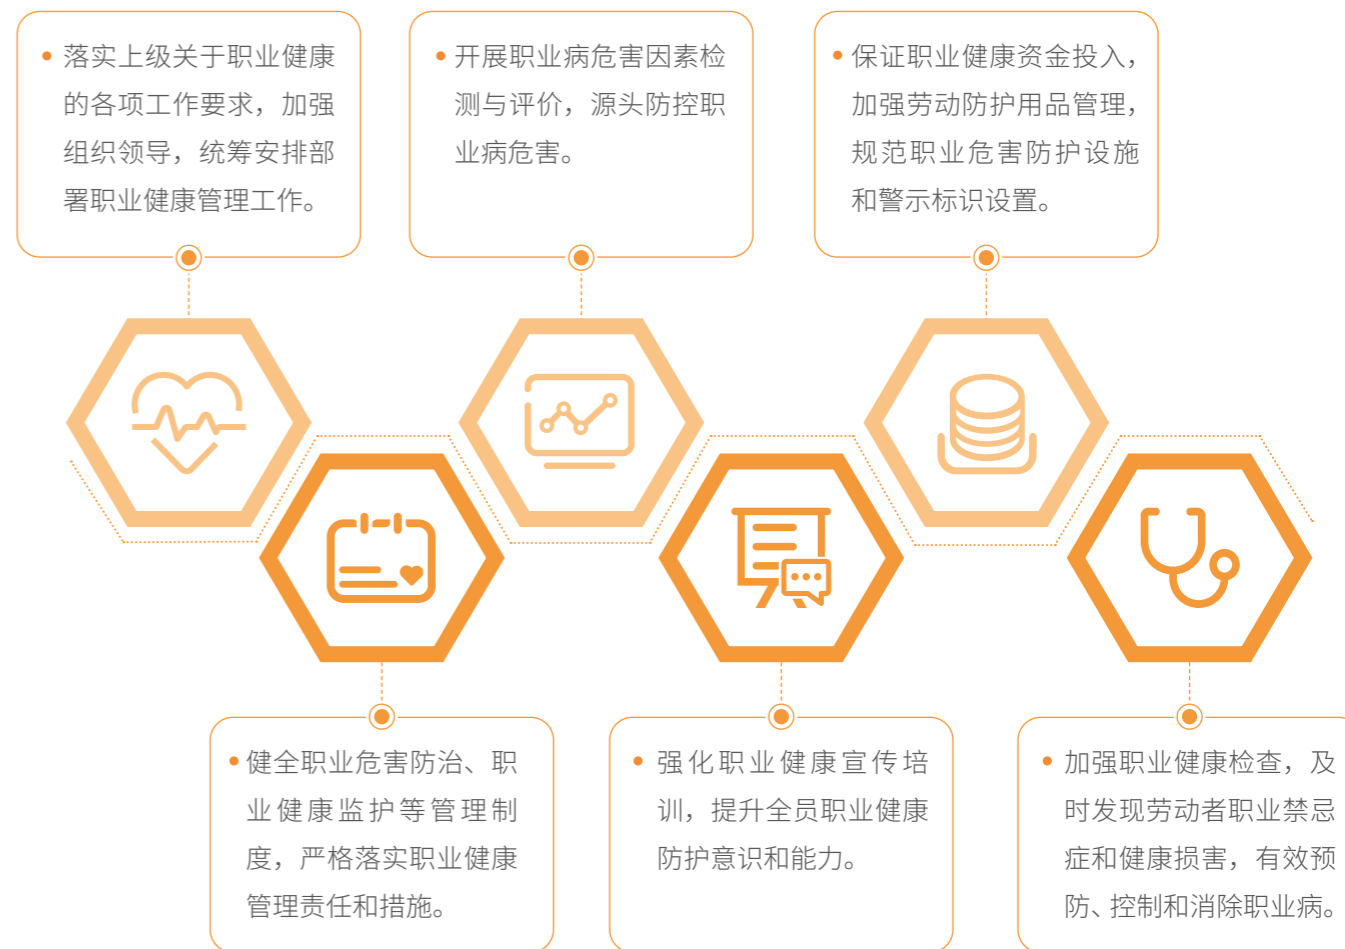 落实上级关于职业健康
的各项工作要求，加强
组织领导，统筹安排部
署职业健康管理工作。
开展职业病危害因素检
测与评价，源头防控职
业病危害。
保证职业健康资金投入，
加强劳动防护用品管理，
规范职业危害防护设施
和警示标识设置。
健全职业危害防治、职
业健康监护等管理制
度，严格落实职业健康
管理责任和措施。
强化职业健康宣传培
训，提升全员职业健康
防护意识和能力。
加强职业健康检查，及
时发现劳动者职业禁忌
症和健康损害，有效预
防、控制和消除职业病。